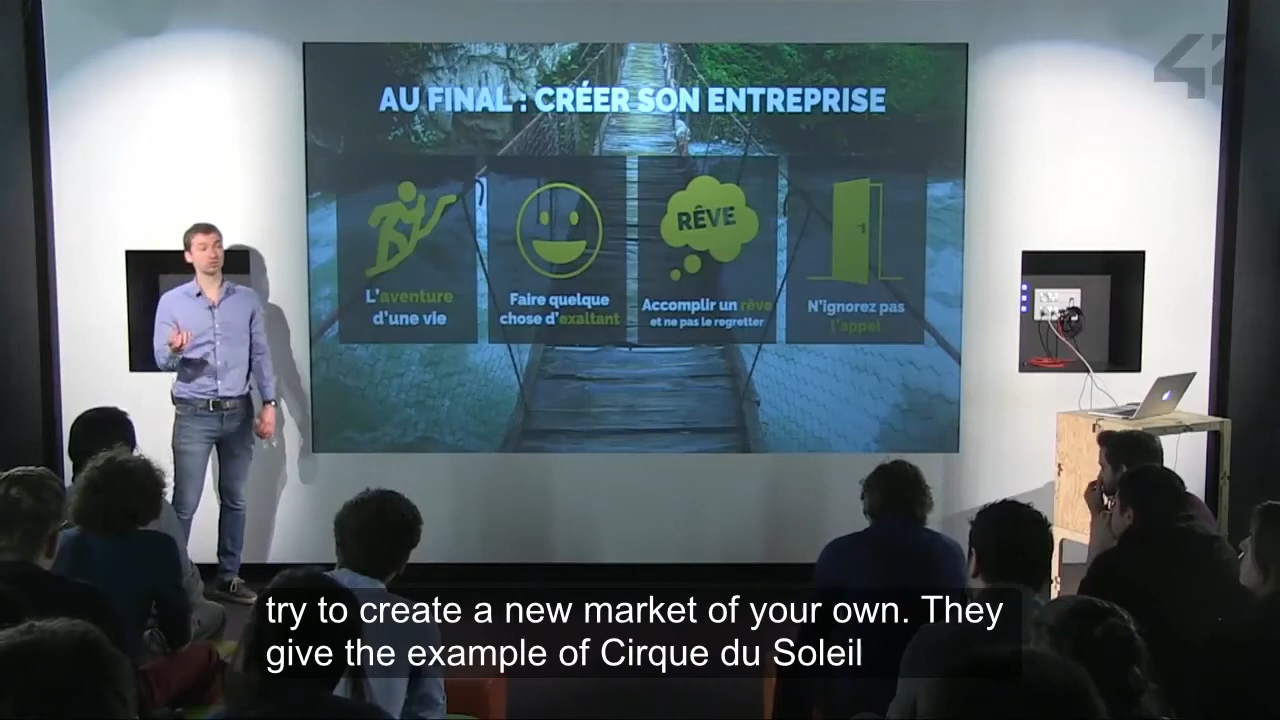 42
AU FINAL : CRÉER SON ENTREPRISE
L'aventure
d'une vie
Faire quelque
chose d'exaltant
RÊVE
Accomplir un rêve
et ne pas le regretter
N'ignorez pas
l'appel
try to create a new market of your own. They
give the example of Cirque du Soleil